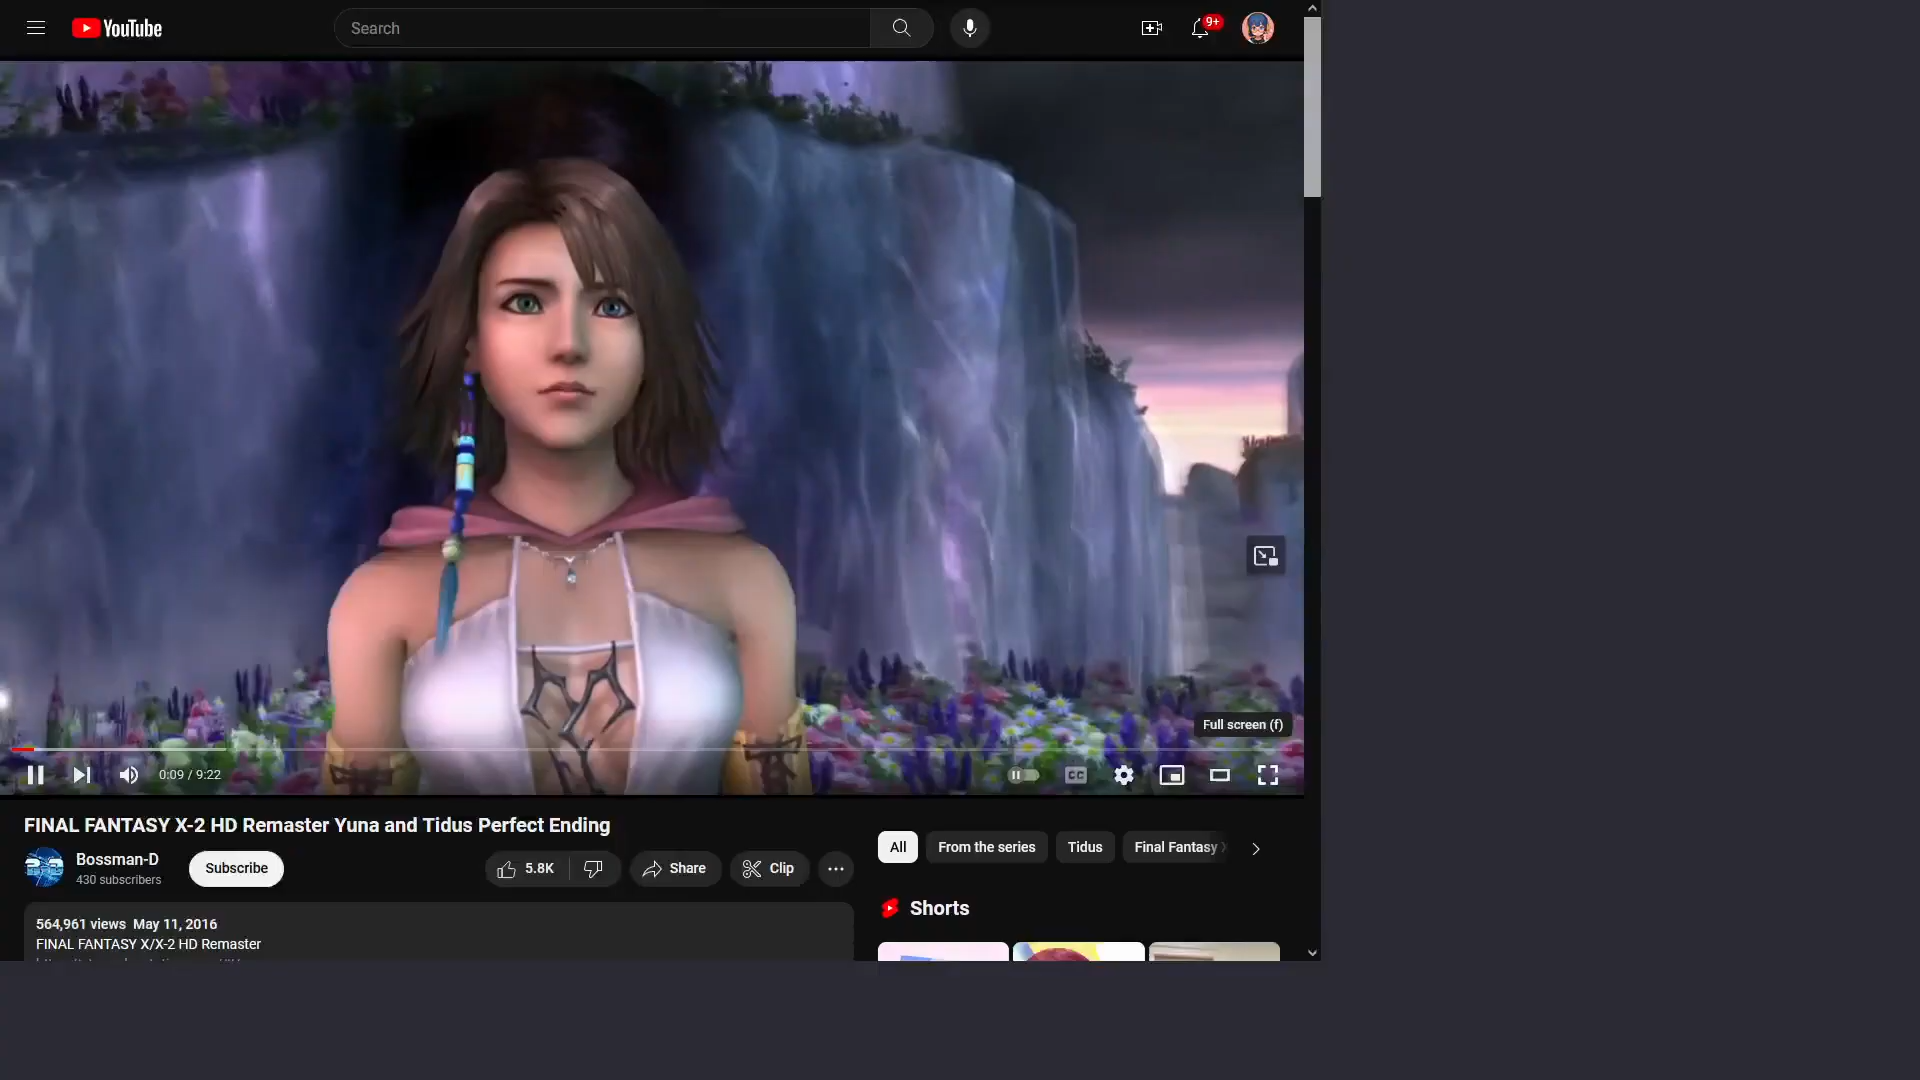 YouTube
Search
9+
Full screen (f)
0:09 / 9:22
CC
FINAL FANTASY X-2 HD Remaster Yuna and Tidus Perfect Ending
Bossman-D
430 subscribers
Subscribe
5.8K
Share
Clip
564,961 views May 11, 2016
FINAL FANTASY X/X-2 HD Remaster
All
From the series
Tidus
Final Fantasy
Shorts